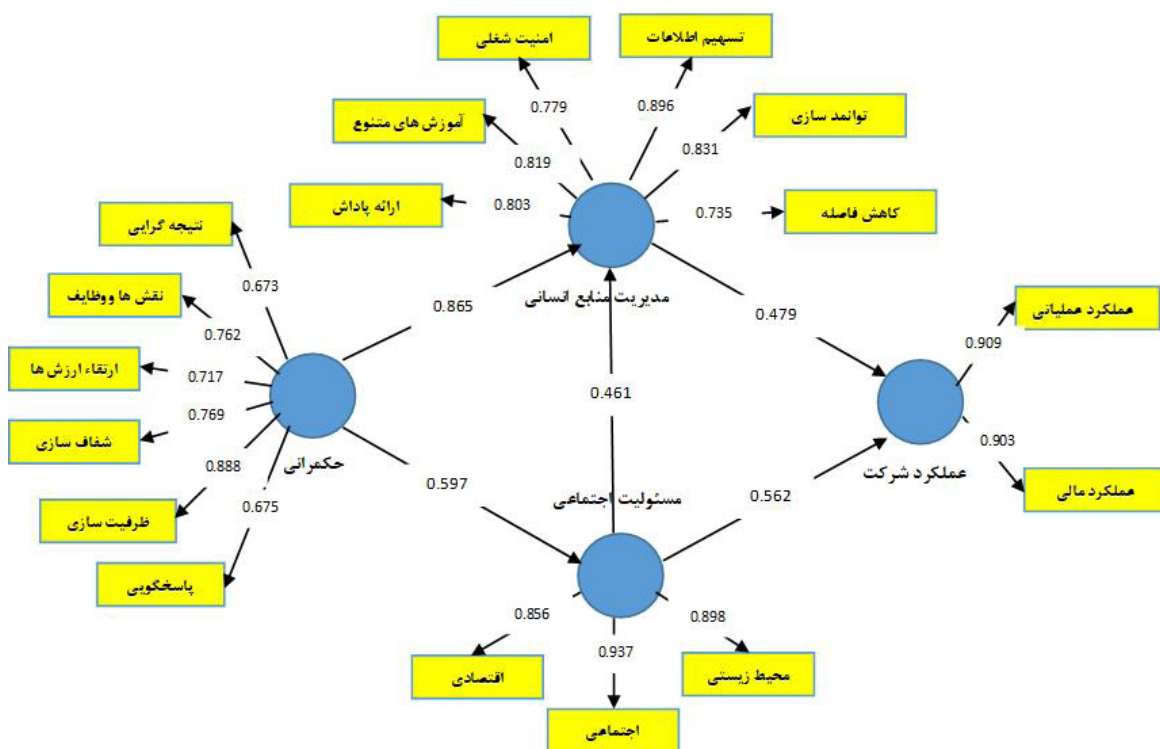 امنیت شغلی
تسهیم اطلاعات
0.779
0.896
آموزش های متنوع
توانمد سازی
0.819
0.831
ارائه پاداش
0.803
0.735
کاهش فاصله
نتیجه گرایی
0.673
مدیریت منابع انسانی
نقش ها ووظایف
0.762
0.865
0.479
عملکرد عملیاتی
0.909
ارتقاء ارزش ها
0.717
0.461
شفاف سازی
0.769
0.903
حکمرانی
عملکرد شرکت
0.888
0.597
مسئولیت اجتماعی
0.562
عملکرد مالی
ظرفیت سازی
0.675
پاسخگویی
0.856
0.937
0.898
اقتصادی
محیط زیستی
اجتماعی